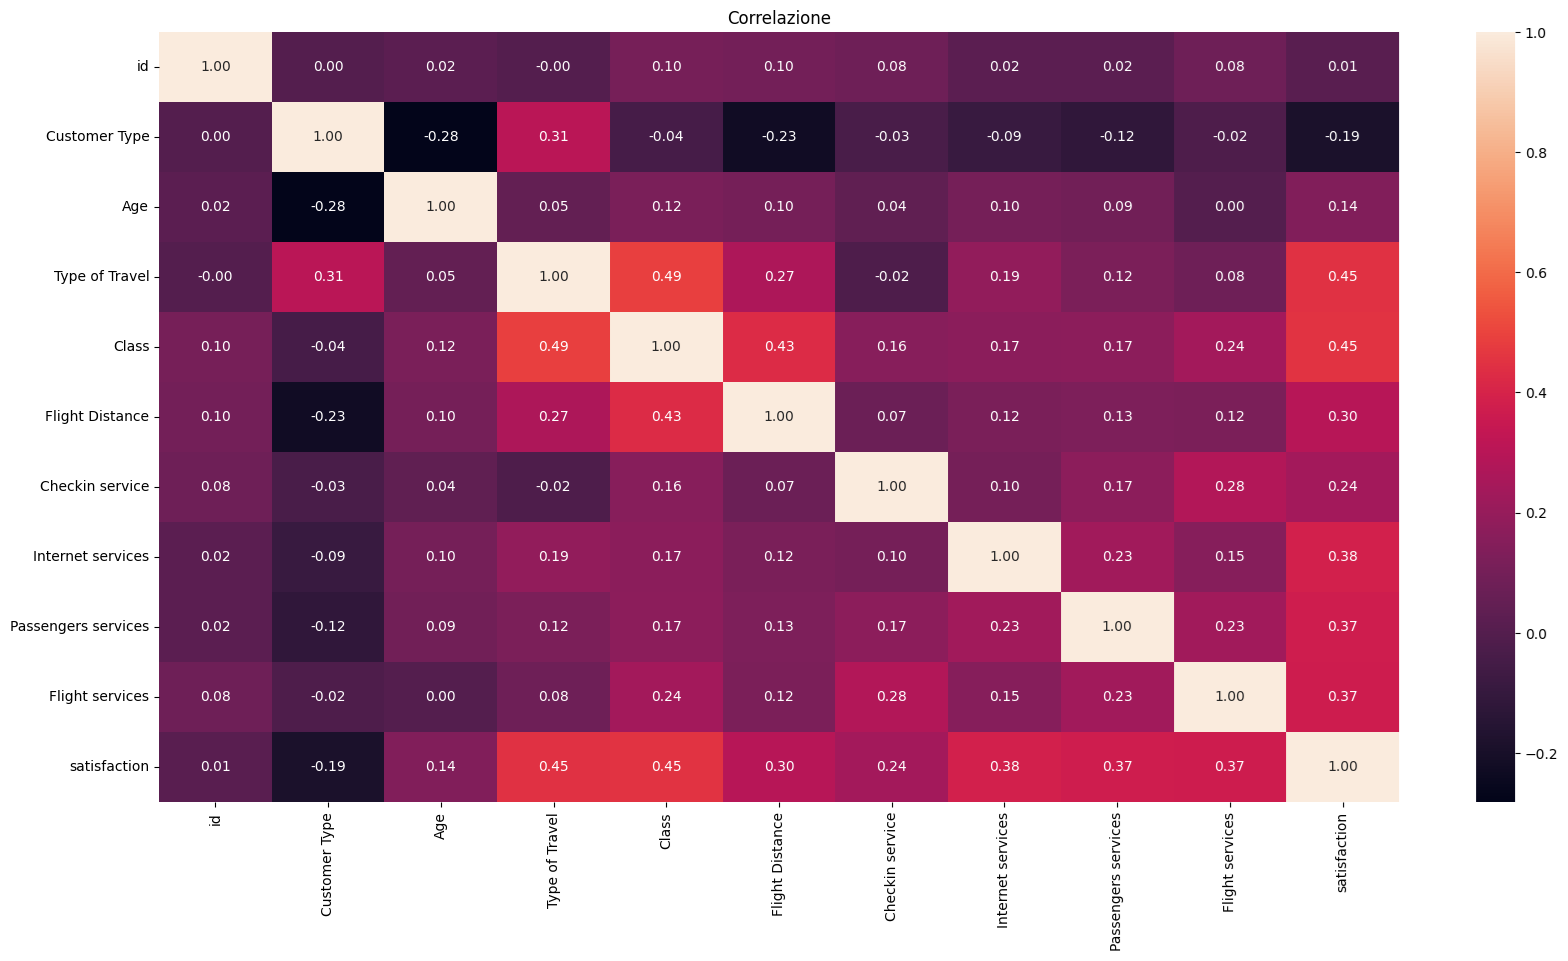 Correlazione
id 1.00 0.00 0.02 -0.00 0.10 0.10 0.08 0.02 0.02 0.08 0.01
Customer Type 0.00 1.00 -0.28 0.31 -0.04 -0.23 -0.03 -0.09 -0.12 -0.02 -0.19
Age 0.02 -0.28 1.00 0.05 0.12 0.10 0.04 0.10 0.09 0.00 0.14
Type of Travel -0.00 0.31 0.05 1.00 0.49 0.27 -0.02 0.19 0.12 0.08 0.45
Class 0.10 -0.04 0.12 0.49 1.00 0.43 0.16 0.17 0.17 0.24 0.45
Flight Distance 0.10 -0.23 0.10 0.27 0.43 1.00 0.07 0.12 0.13 0.12 0.30
Checkin service 0.08 -0.03 0.04 -0.02 0.16 0.07 1.00 0.10 0.17 0.28 0.24
Internet services 0.02 -0.09 0.10 0.19 0.17 0.12 0.10 1.00 0.23 0.15 0.38
Passengers services 0.02 -0.12 0.09 0.12 0.17 0.13 0.17 0.23 1.00 0.23 0.37
Flight services 0.08 -0.02 0.00 0.08 0.24 0.12 0.28 0.15 0.23 1.00 0.37
satisfaction 0.01 -0.19 0.14 0.45 0.45 0.30 0.24 0.38 0.37 0.37 1.00
id
Customer Type
Age
Type of Travel
Class
Flight Distance
Checkin service
Internet services
Passengers services
Flight services
satisfaction
1.0
0.8
0.6
0.4
0.2
0.0
−0.2